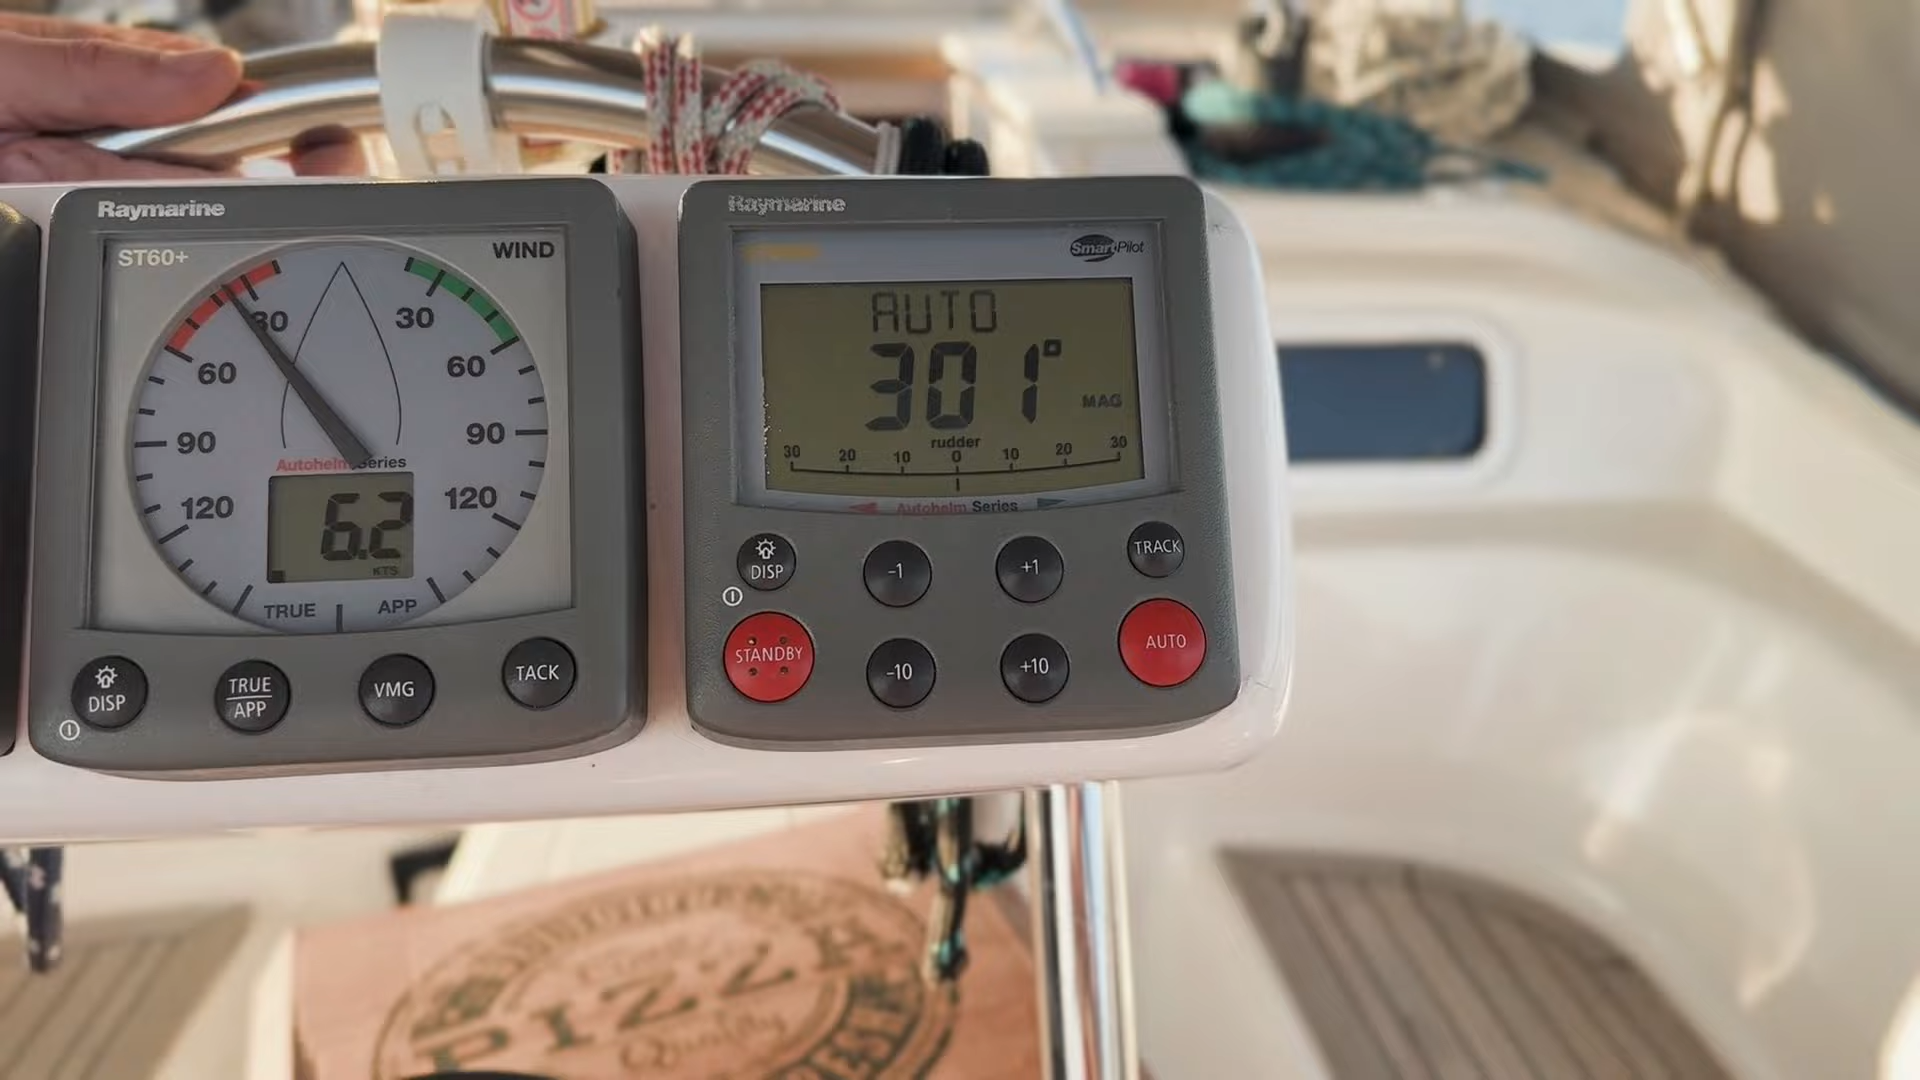 Raymarine
ST60+
WIND
30
30
60
60
90
90
120
120
Autohelm Series
6.2
KTS
TRUE
APP
DISP
TRUE
APP
VMG
TACK
Raymarine
SmartPilot
AUTO
301°
MAG
rudder
30 20 10 0 10 20 30
Autohelm Series
DISP
-1
+1
TRACK
STANDBY
-10
+10
AUTO
PIZZA
Quality